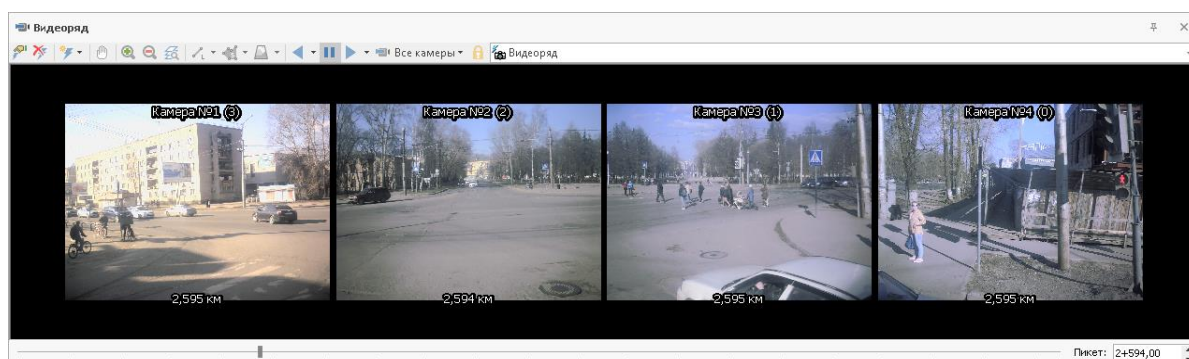 Видеоряд
Все камеры
Видеоряд
Камера №1 (3)
Камера №2 (2)
Камера №3 (1)
Камера №4 (0)
2,595 км
2,594 км
2,595 км
2,595 км
Пикет: 2+594,00